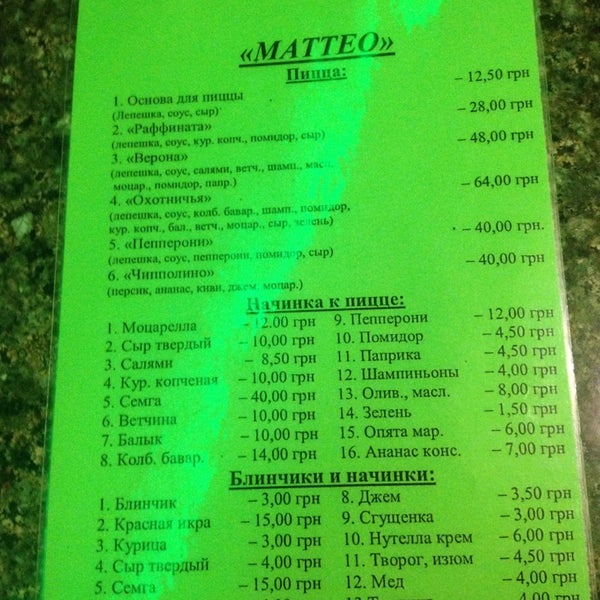 «МАТТЕО»
Пицца:
1. Основа для пиццы – 12,50 грн
(Лепешка, соус, сыр)
2. «Раффината» – 28,00 грн
(лепешка, соус, кур. копч., помидор, сыр)
3. «Верона» – 48,00 грн
(лепешка, соус, салями, ветч., шамп., масл.
моцар., помидор, папр.)
4. «Охотничья» – 64,00 грн
(лепешка, соус, колб. бавар., шамп., помидор,
кур. копч., бал., ветч., моцар., сыр, зелень)
5. «Пепперони» – 40,00 грн.
(лепешка, соус, пепперони, помидор, сыр)
6. «Чипполино» – 40,00 грн
(персик, ананас, киви, джем, моцар.)
Начинка к пицце:
1. Моцарелла – 12.00 грн 9. Пепперони – 12,00 грн
2. Сыр твердый – 10,00 грн 10. Помидор – 4,50 грн
3. Салями – 8,50 грн 11. Паприка – 4,50 грн
4. Кур. копченая – 10,00 грн 12. Шампиньоны – 4,00 грн
5. Семга – 40,00 грн 13. Олив., масл. – 8,00 грн
6. Ветчина – 10,00 грн 14. Зелень – 1,50 грн
7. Балык – 10,00 грн 15. Опята мар. – 6,00 грн
8. Колб. бавар. – 14,00 грн 16. Ананас конс. – 7,00 грн
Блинчики и начинки:
1. Блинчик – 3,00 грн 8. Джем – 3,50 грн
2. Красная икра – 15,00 грн 9. Сгущенка – 3,00 грн
3. Курица – 3,00 грн 10. Нутелла крем – 6,00 грн
4. Сыр твердый – 4,00 грн 11. Творог, изюм – 4,50 грн
5. Семга – 15,00 грн 12. Мед – 4,00 грн
4,00 грн